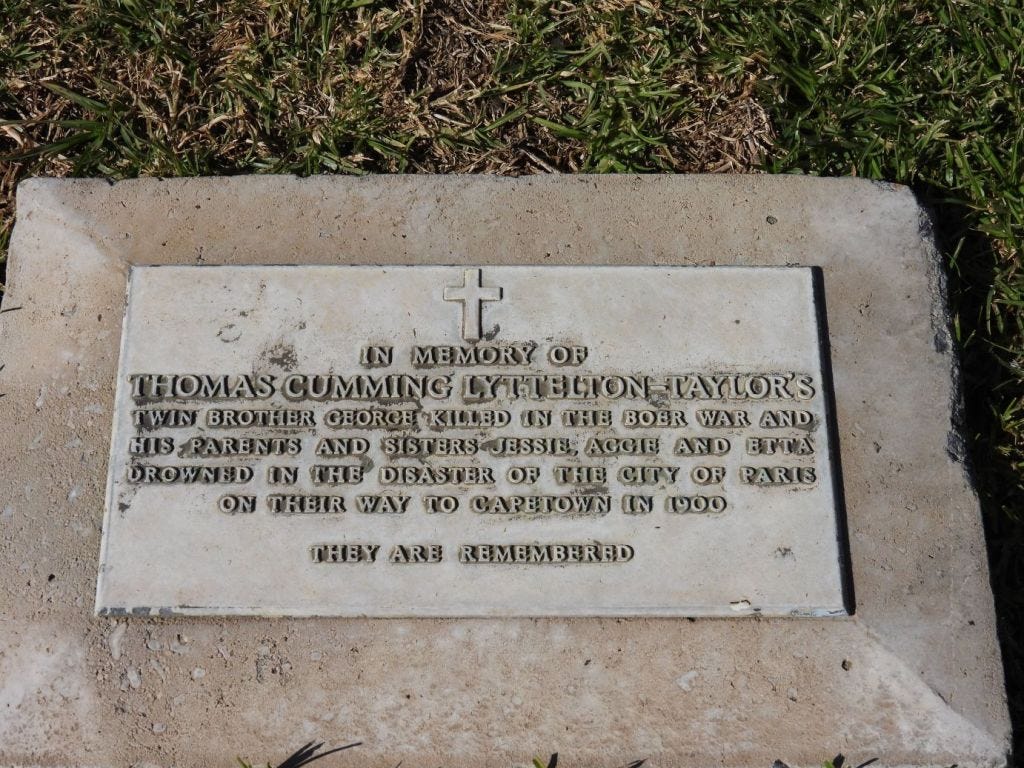 IN MEMORY OF
THOMAS CUMMING LYTTELTON-TAYLOR'S
TWIN BROTHER GEORGE KILLED IN THE BOER WAR AND
HIS PARENTS AND SISTERS JESSIE, AGGIE AND ETTA
DROWNED IN THE DISASTER OF THE CITY OF PARIS
ON THEIR WAY TO CAPETOWN IN 1900
THEY ARE REMEMBERED